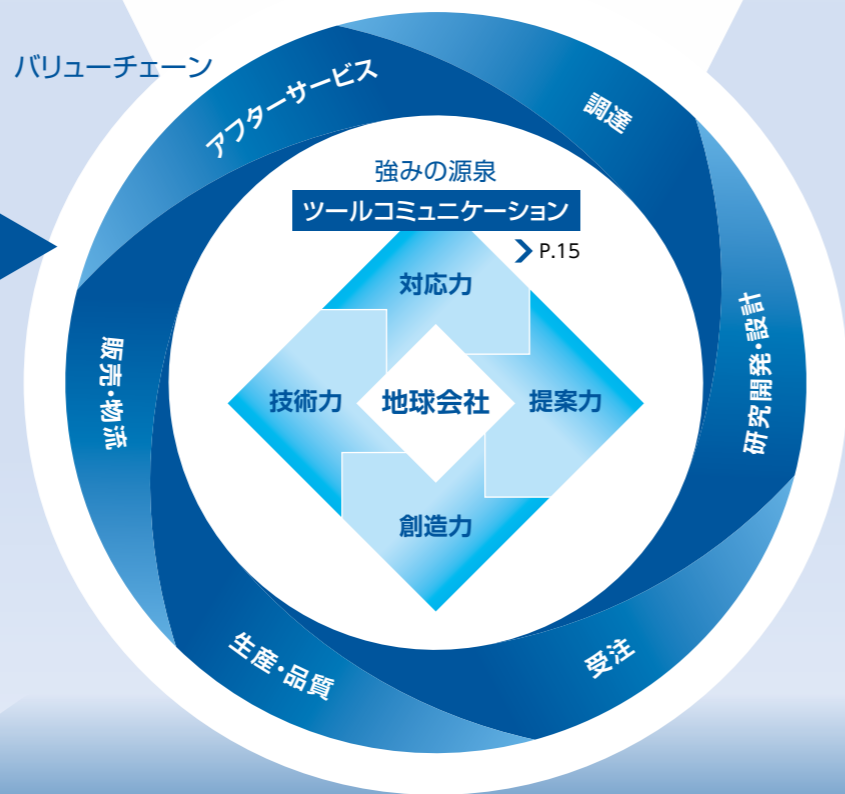 バリューチェーン
アフターサービス
調達
研究開発・設計
受注
生産・品質
販売・物流
強みの源泉
ツールコミュニケーション
P.15
対応力
技術力
地球会社
提案力
創造力